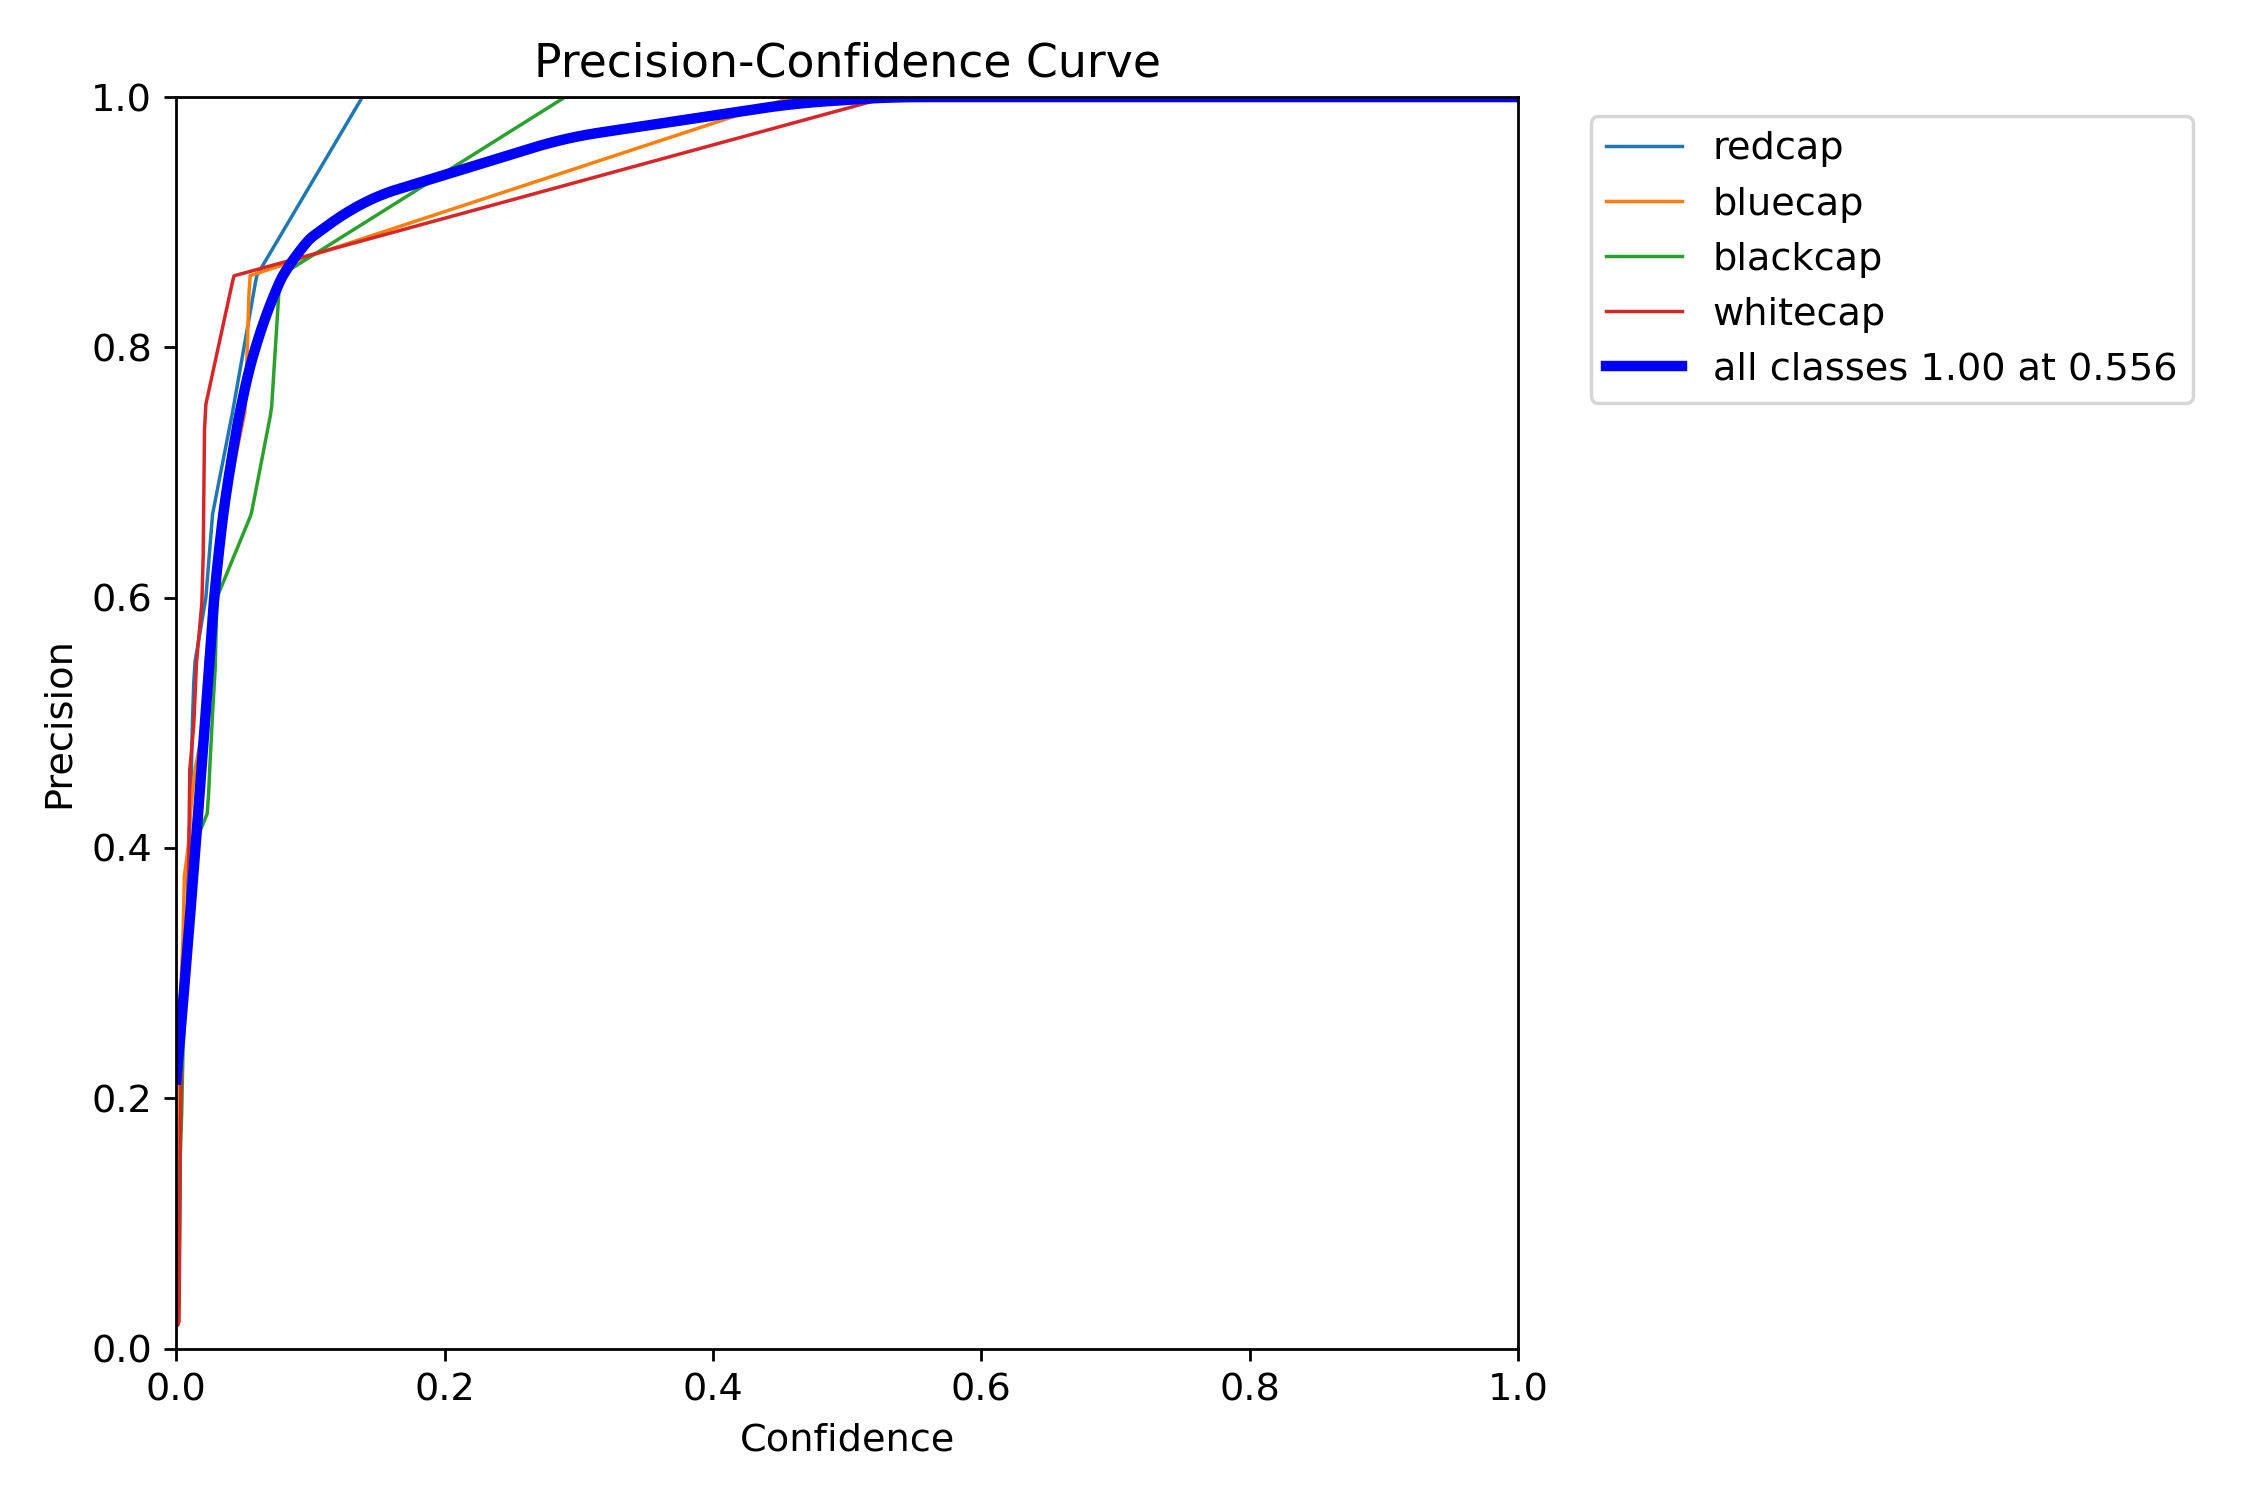 Precision-Confidence Curve
1.0
0.8
0.6
0.4
0.2
0.0
Precision
0.0 0.2 0.4 0.6 0.8 1.0
Confidence
redcap
bluecap
blackcap
whitecap
all classes 1.00 at 0.556